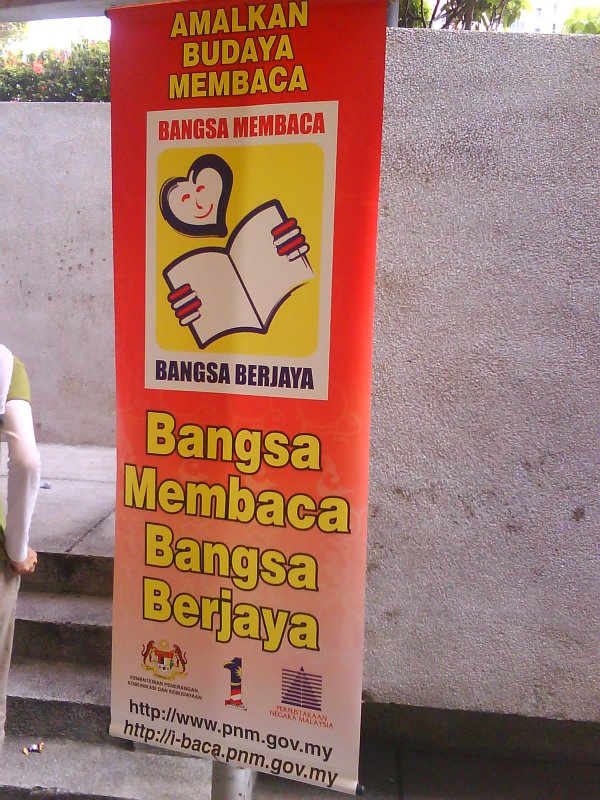 AMALKAN
BUDAYA
MEMBACA
BANGSA MEMBACA
BANGSA BERJAYA
Bangsa
Membaca
Bangsa
Berjaya
KEMENTERIAN PENERANGAN,
KOMUNIKASI DAN KEBUDAYAAN
1
PERPUSTAKAAN
NEGARA MALAYSIA
http://www.pnm.gov.my
http://i-baca.pnm.gov.my